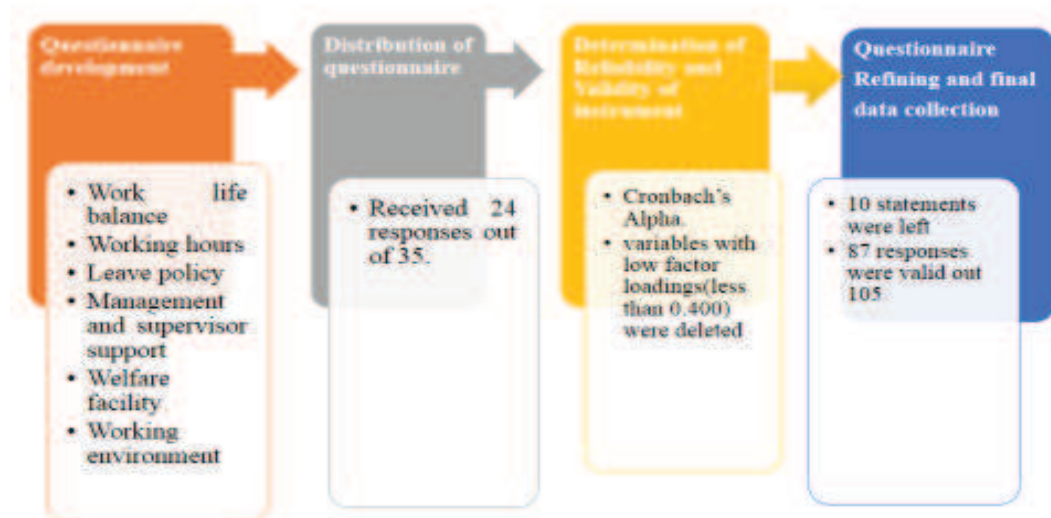 Questionnaire
development
• Work life
balance
• Working hours
• Leave policy
• Management
and supervisor
support
• Welfare
facility
• Working
environment
Distribution of
questionnaire
• Received 24
responses out
of 35.
Determination of
Reliability and
Validity of
instrument
• Cronbach's
Alpha.
• variables with
low factor
loadings(less
than 0.400)
were deleted
Questionnaire
Refining and final
data collection
• 10 statements
were left
• 87 responses
were valid out
105